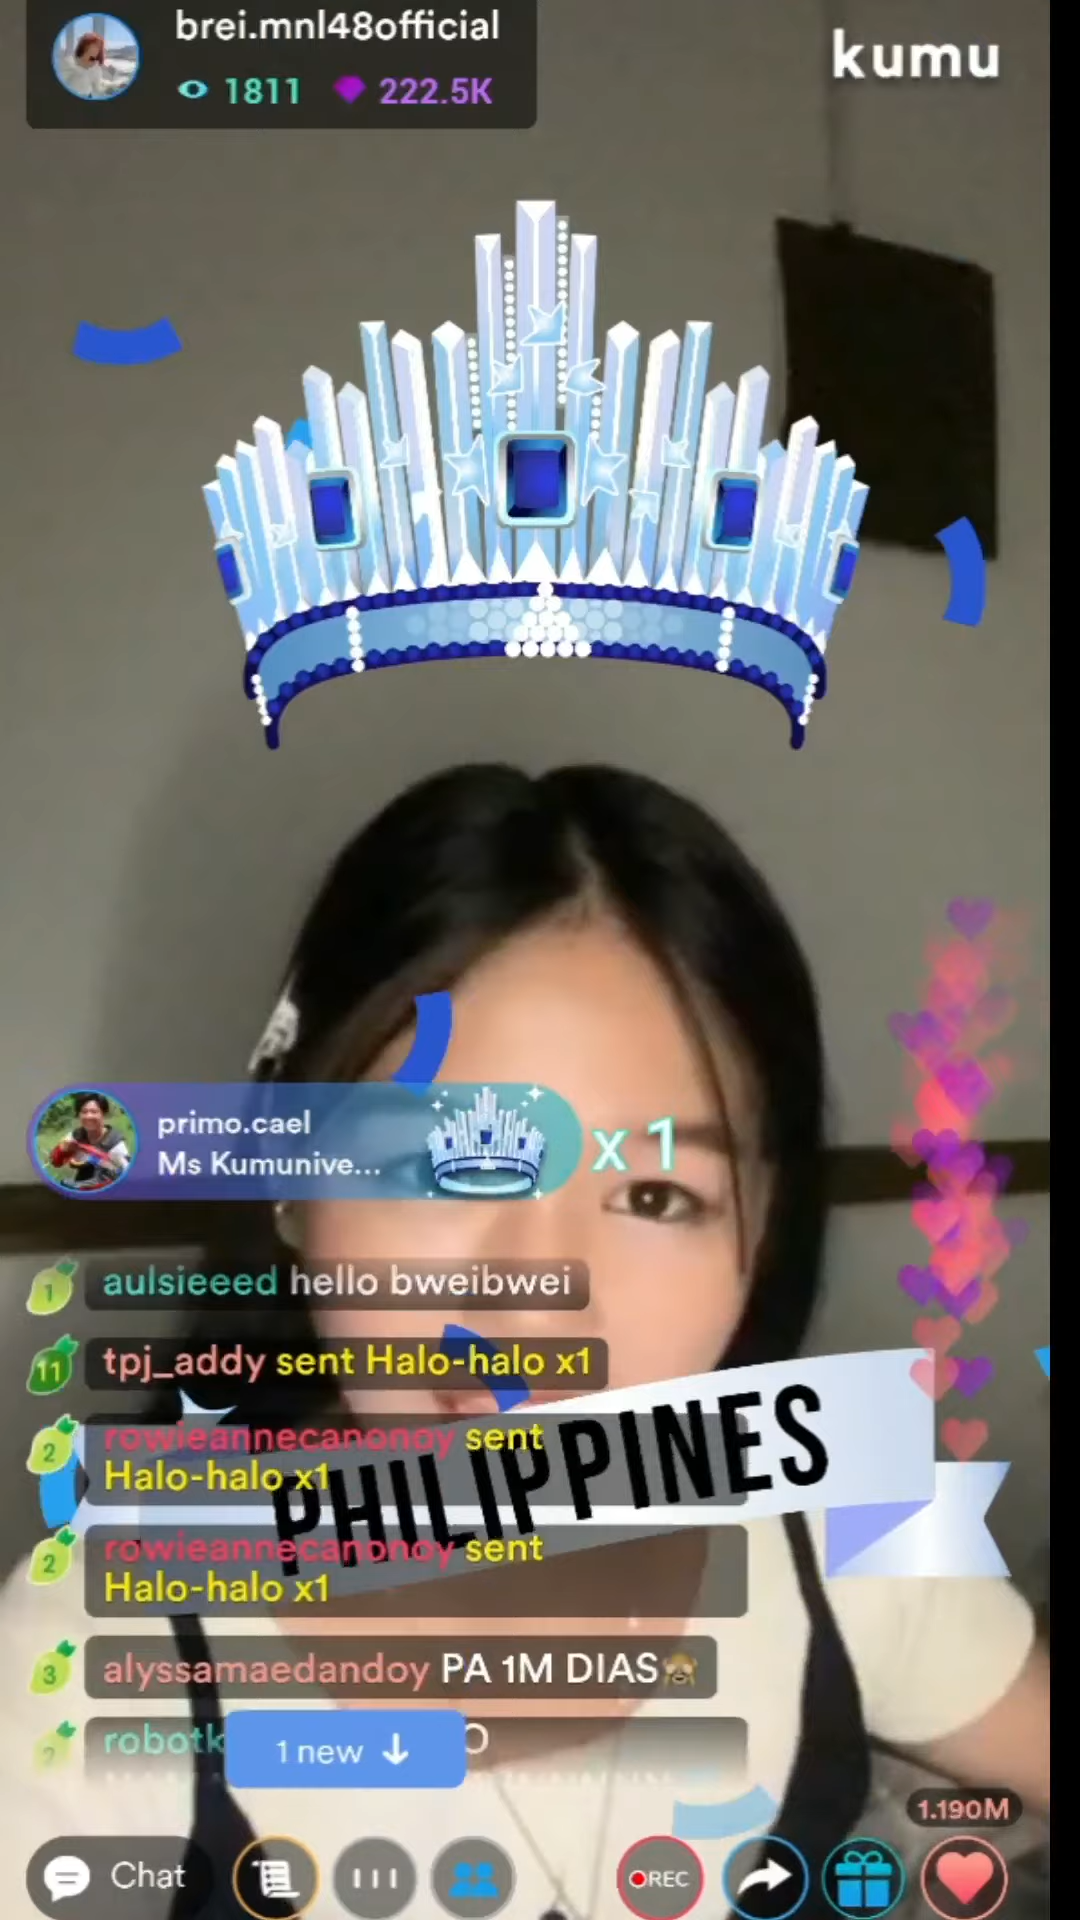 brei.mnl48official
kumu
1811
222.5K
primo.cael
Ms Kumunive...
x 1
1
aulsieeed hello bweibwei
11
tpj_addy sent Halo-halo x1
2
rowieannecanonoy sent
Halo-halo x1
PHILIPPINES
2
rowieannecanonoy sent
Halo-halo x1
3
alyssamaedandoy PA 1M DIAS🙈
1 new ↓
1.190M
Chat
REC